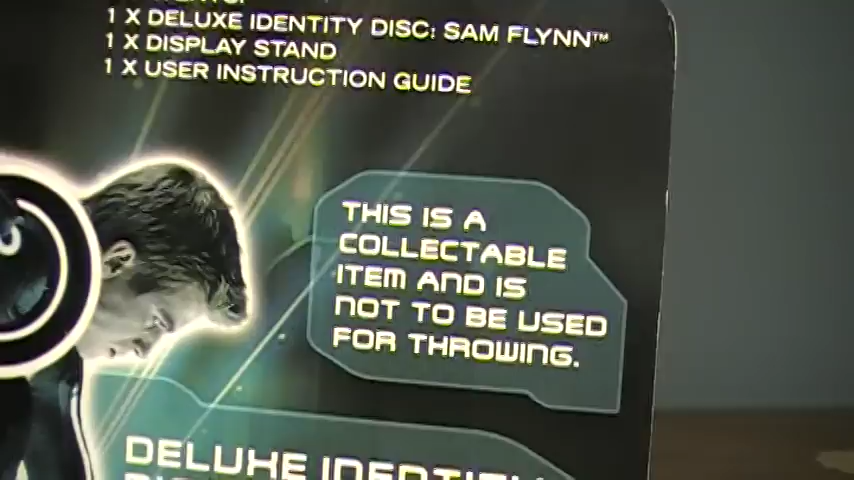 1 X DELUXE IDENTITY DISC: SAM FLYNN™
1 X DISPLAY STAND
1 X USER INSTRUCTION GUIDE
THIS IS A
COLLECTABLE
ITEM AND IS
NOT TO BE USED
FOR THROWING.
DELUXE IDENTITY